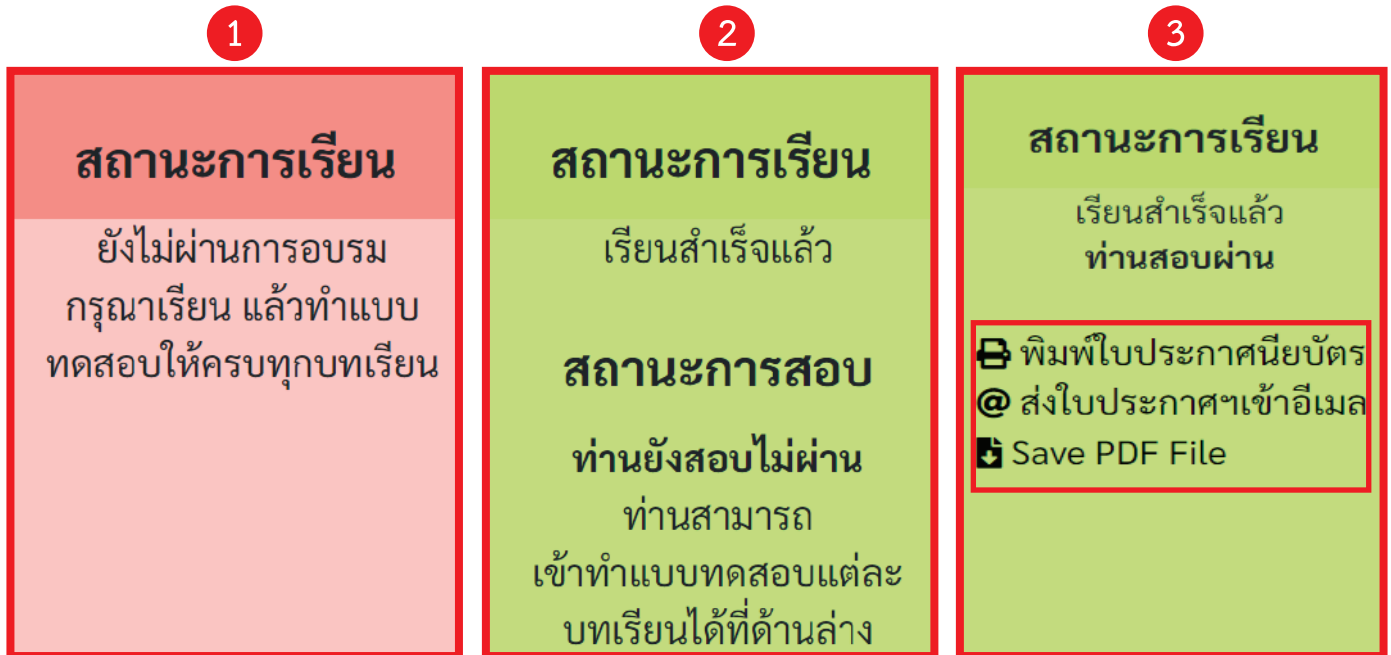 1
สถานะการเรียน
ยังไม่ผ่านการอบรม
กรุณาเรียน แล้วทำแบบ
ทดสอบให้ครบทุกบทเรียน
2
สถานะการเรียน
เรียนสำเร็จแล้ว
สถานะการสอบ
ท่านยังสอบไม่ผ่าน
ท่านสามารถ
เข้าทำแบบทดสอบแต่ละ
บทเรียนได้ที่ด้านล่าง
3
สถานะการเรียน
เรียนสำเร็จแล้ว
ท่านสอบผ่าน
พิมพ์ใบประกาศนียบัตร
@ ส่งใบประกาศฯเข้าอีเมล
Save PDF File